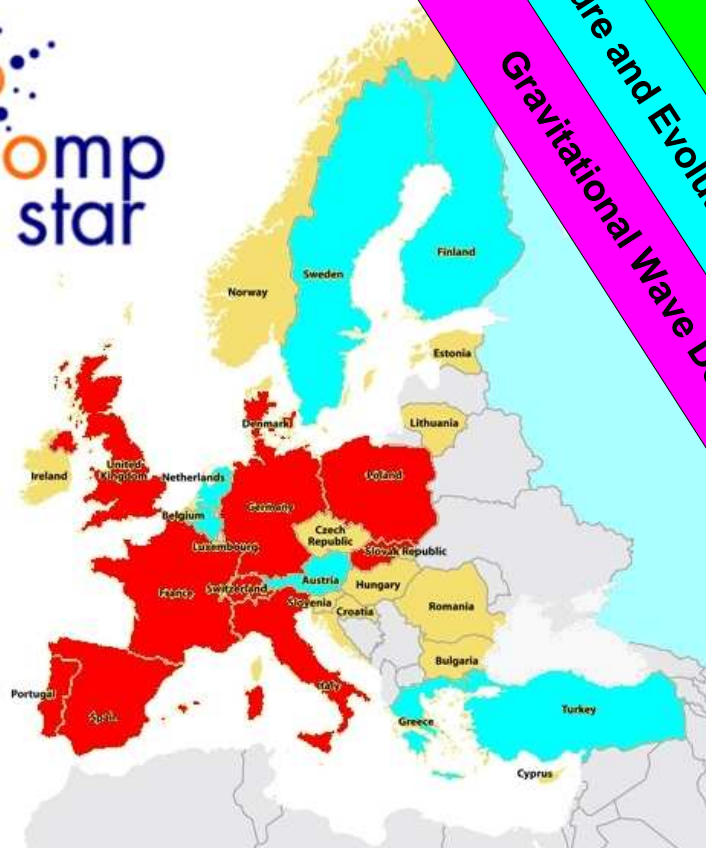 omp
star
Gravitational Wave
and Evolu
Norway
Sweden
Finland
Estonia
Lithuania
Denmark
Ireland
United
Kingdom
Netherlands
Belgium
Luxembourg
Germany
Poland
Czech
Republic
Slovak Republic
France
Switzerland
Austria
Slovenia
Hungary
Croatia
Romania
Bulgaria
Portugal
Spain
Italy
Greece
Turkey
Cyprus